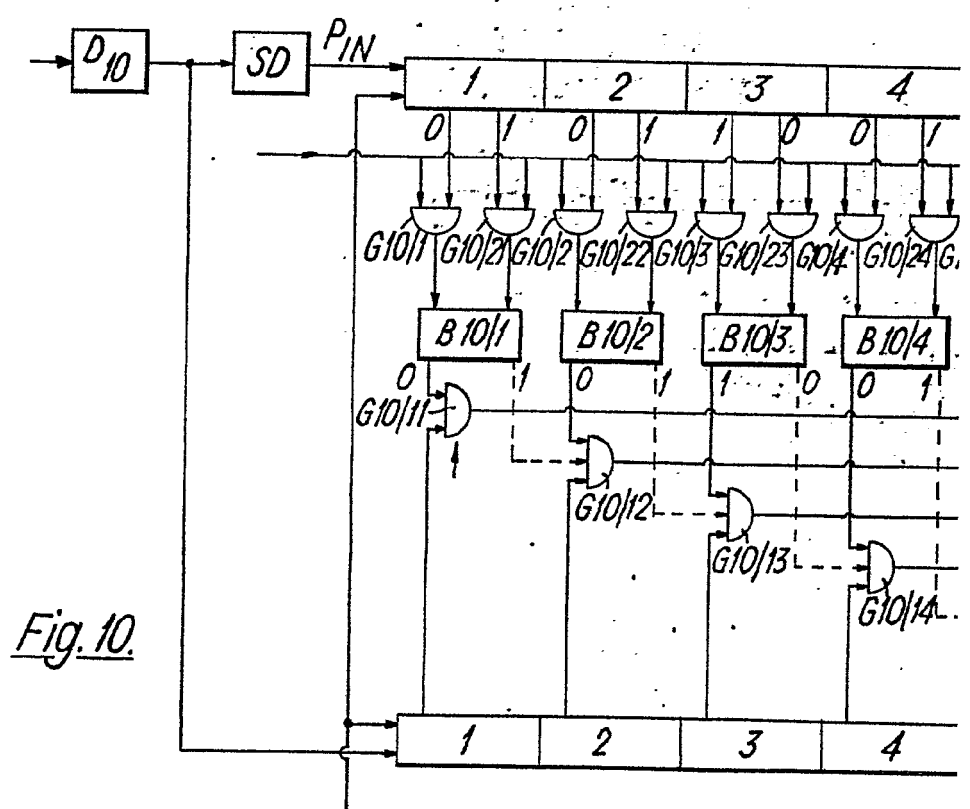 D10 SD PIN
1 2 3 4
0 1 0 1 1 0 0 1
G10/1 G10/21 G10/2 G10/22 G10/3 G10/23 G10/4 G10/24
B10/1 B10/2 B10/3 B10/4
0 1 0 1 1 0 0 1
G10/11
G10/12
G10/13
G10/14
Fig. 10.
1 2 3 4